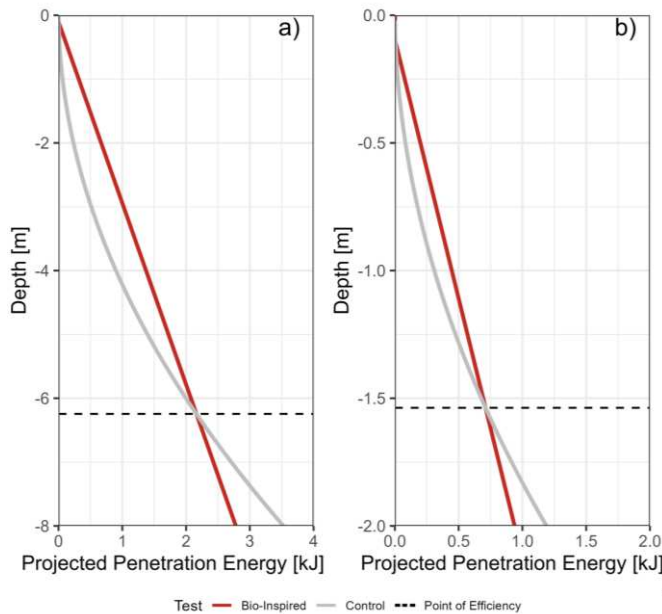 a)
0
-2
-4
-6
-8
Depth [m]
0 1 2 3 4
Projected Penetration Energy [kJ]
b)
0.0
-0.5
-1.0
-1.5
-2.0
Depth [m]
0.0 0.5 1.0 1.5 2.0
Projected Penetration Energy [kJ]
Test Bio-Inspired Control Point of Efficiency